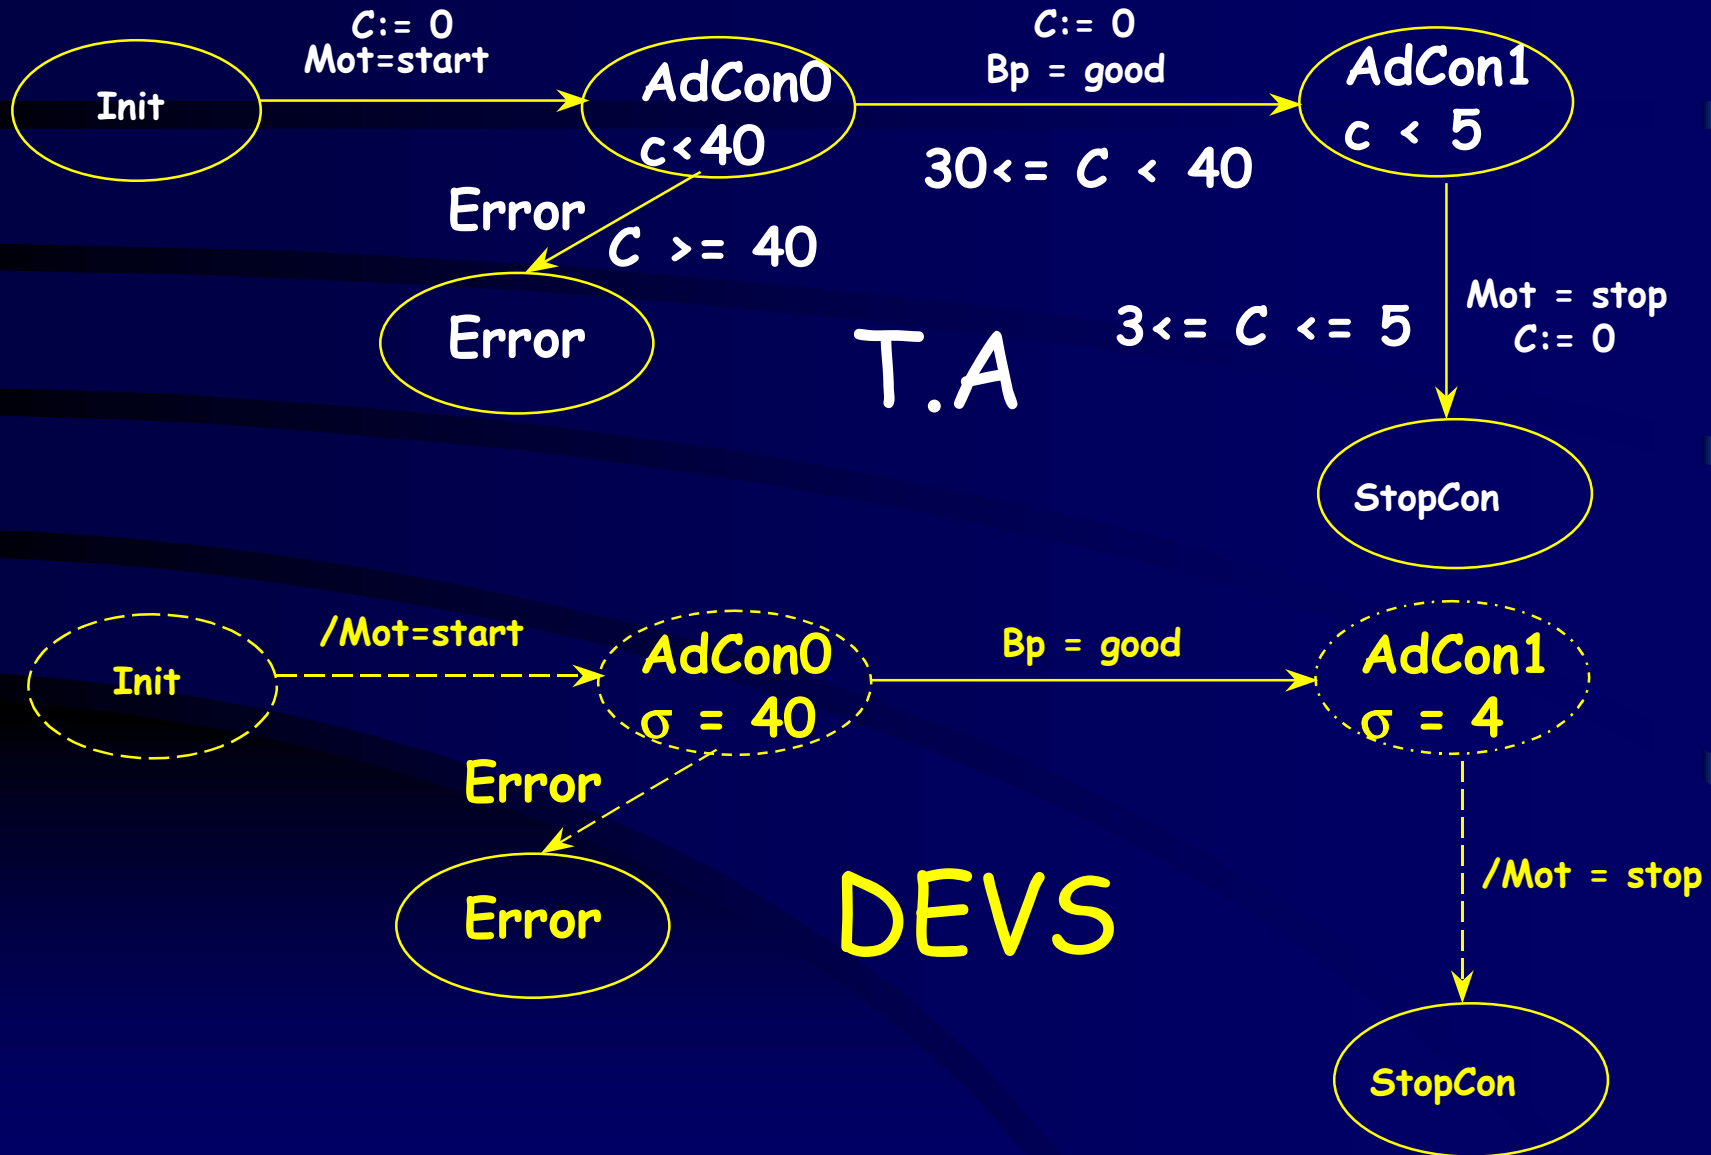 C:= 0
Mot=start
Init
AdCon0
c<40
C:= 0
Bp = good
30<= C < 40
AdCon1
c < 5
Error
C >= 40
Error
T.A
3<= C <= 5
Mot = stop
C:= 0
StopCon
/Mot=start
Init
AdCon0
σ = 40
Bp = good
AdCon1
σ = 4
Error
Error
DEVS
/Mot = stop
StopCon